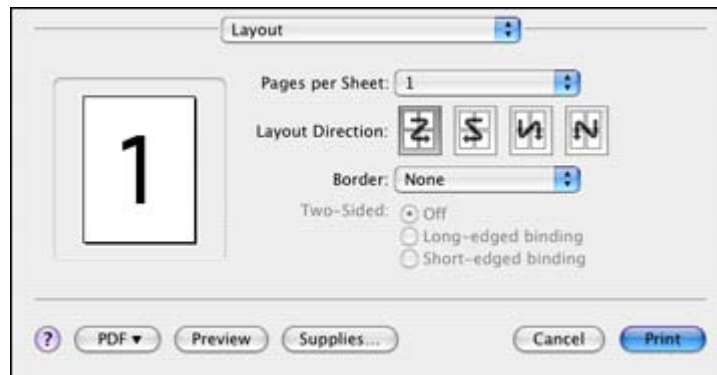 Layout
Pages per Sheet: 1
1
Layout Direction:
Border: None
Two-Sided: Off
Long-edged binding
Short-edged binding
? PDF ▼ Preview Supplies... Cancel Print